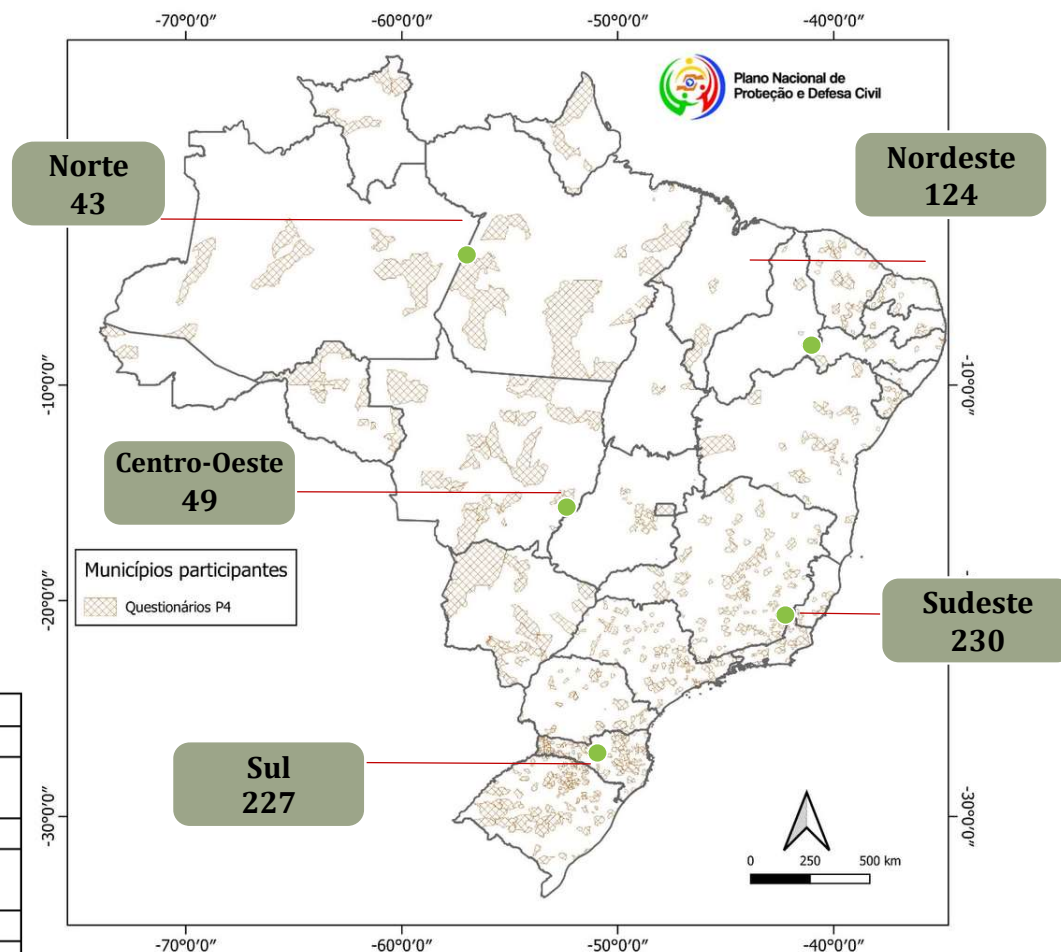 -70°0'0"
-60°0'0"
-50°0'0"
-40°0'0"
Plano Nacional de
Proteção e Defesa Civil
Norte
43
Nordeste
124
-10°0'0"
-10°0'0"
Centro-Oeste
49
Municípios participantes
Questionários P4
-20°0'0"
Sudeste
230
Sul
227
-30°0'0"
-30°0'0"
0 250 500 km
-70°0'0"
-60°0'0"
-50°0'0"
-40°0'0"